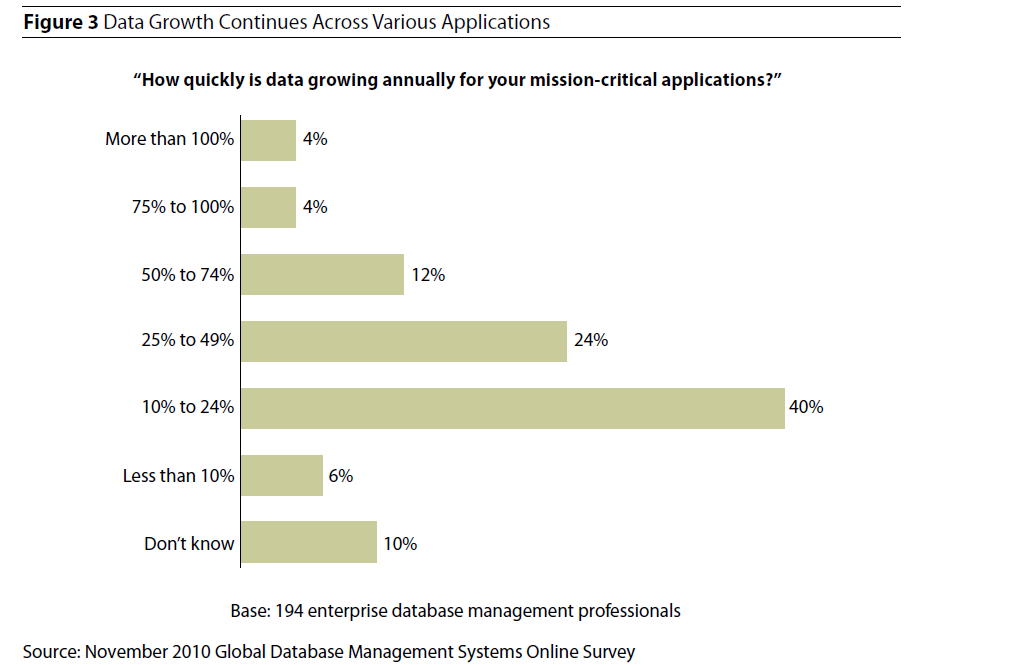 Figure 3 Data Growth Continues Across Various Applications
“How quickly is data growing annually for your mission-critical applications?”
More than 100% 4%
75% to 100% 4%
50% to 74% 12%
25% to 49% 24%
10% to 24% 40%
Less than 10% 6%
Don’t know 10%
Base: 194 enterprise database management professionals
Source: November 2010 Global Database Management Systems Online Survey